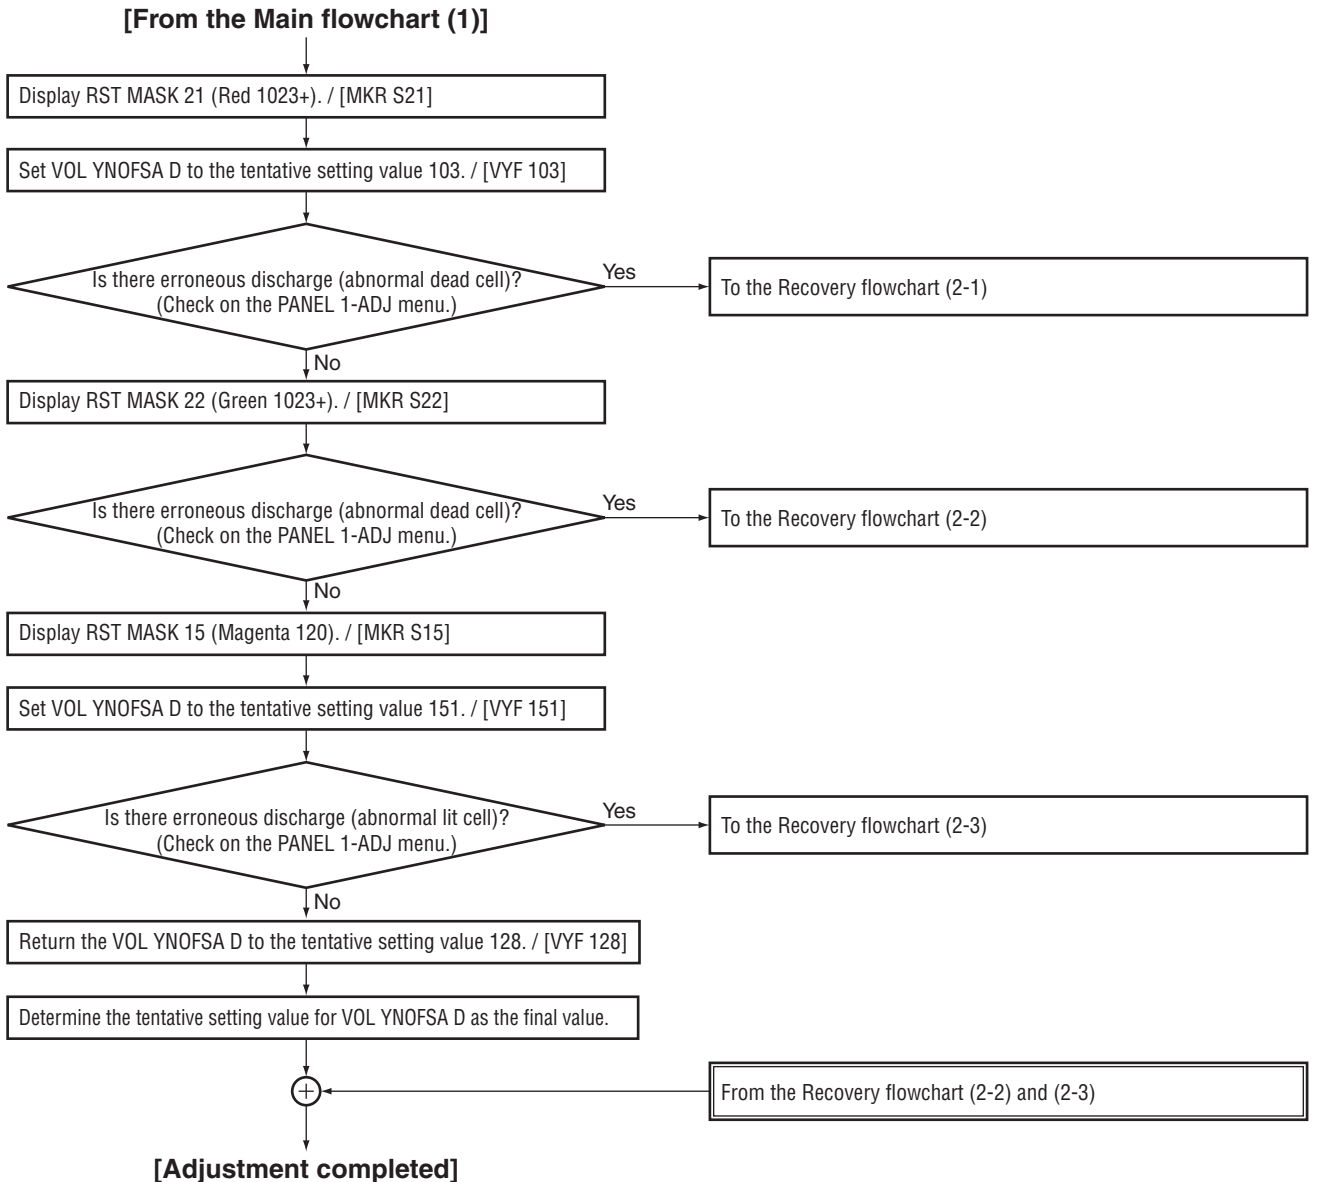 [From the Main flowchart (1)]
Display RST MASK 21 (Red 1023+). / [MKR S21]
Set VOL YNOFSA D to the tentative setting value 103. / [VYF 103]
Is there erroneous discharge (abnormal dead cell)?
(Check on the PANEL 1-ADJ menu.)
Yes
To the Recovery flowchart (2-1)
No
Display RST MASK 22 (Green 1023+). / [MKR S22]
Is there erroneous discharge (abnormal dead cell)?
(Check on the PANEL 1-ADJ menu.)
Yes
To the Recovery flowchart (2-2)
No
Display RST MASK 15 (Magenta 120). / [MKR S15]
Set VOL YNOFSA D to the tentative setting value 151. / [VYF 151]
Is there erroneous discharge (abnormal lit cell)?
(Check on the PANEL 1-ADJ menu.)
Yes
To the Recovery flowchart (2-3)
No
Return the VOL YNOFSA D to the tentative setting value 128. / [VYF 128]
Determine the tentative setting value for VOL YNOFSA D as the final value.
From the Recovery flowchart (2-2) and (2-3)
[Adjustment completed]